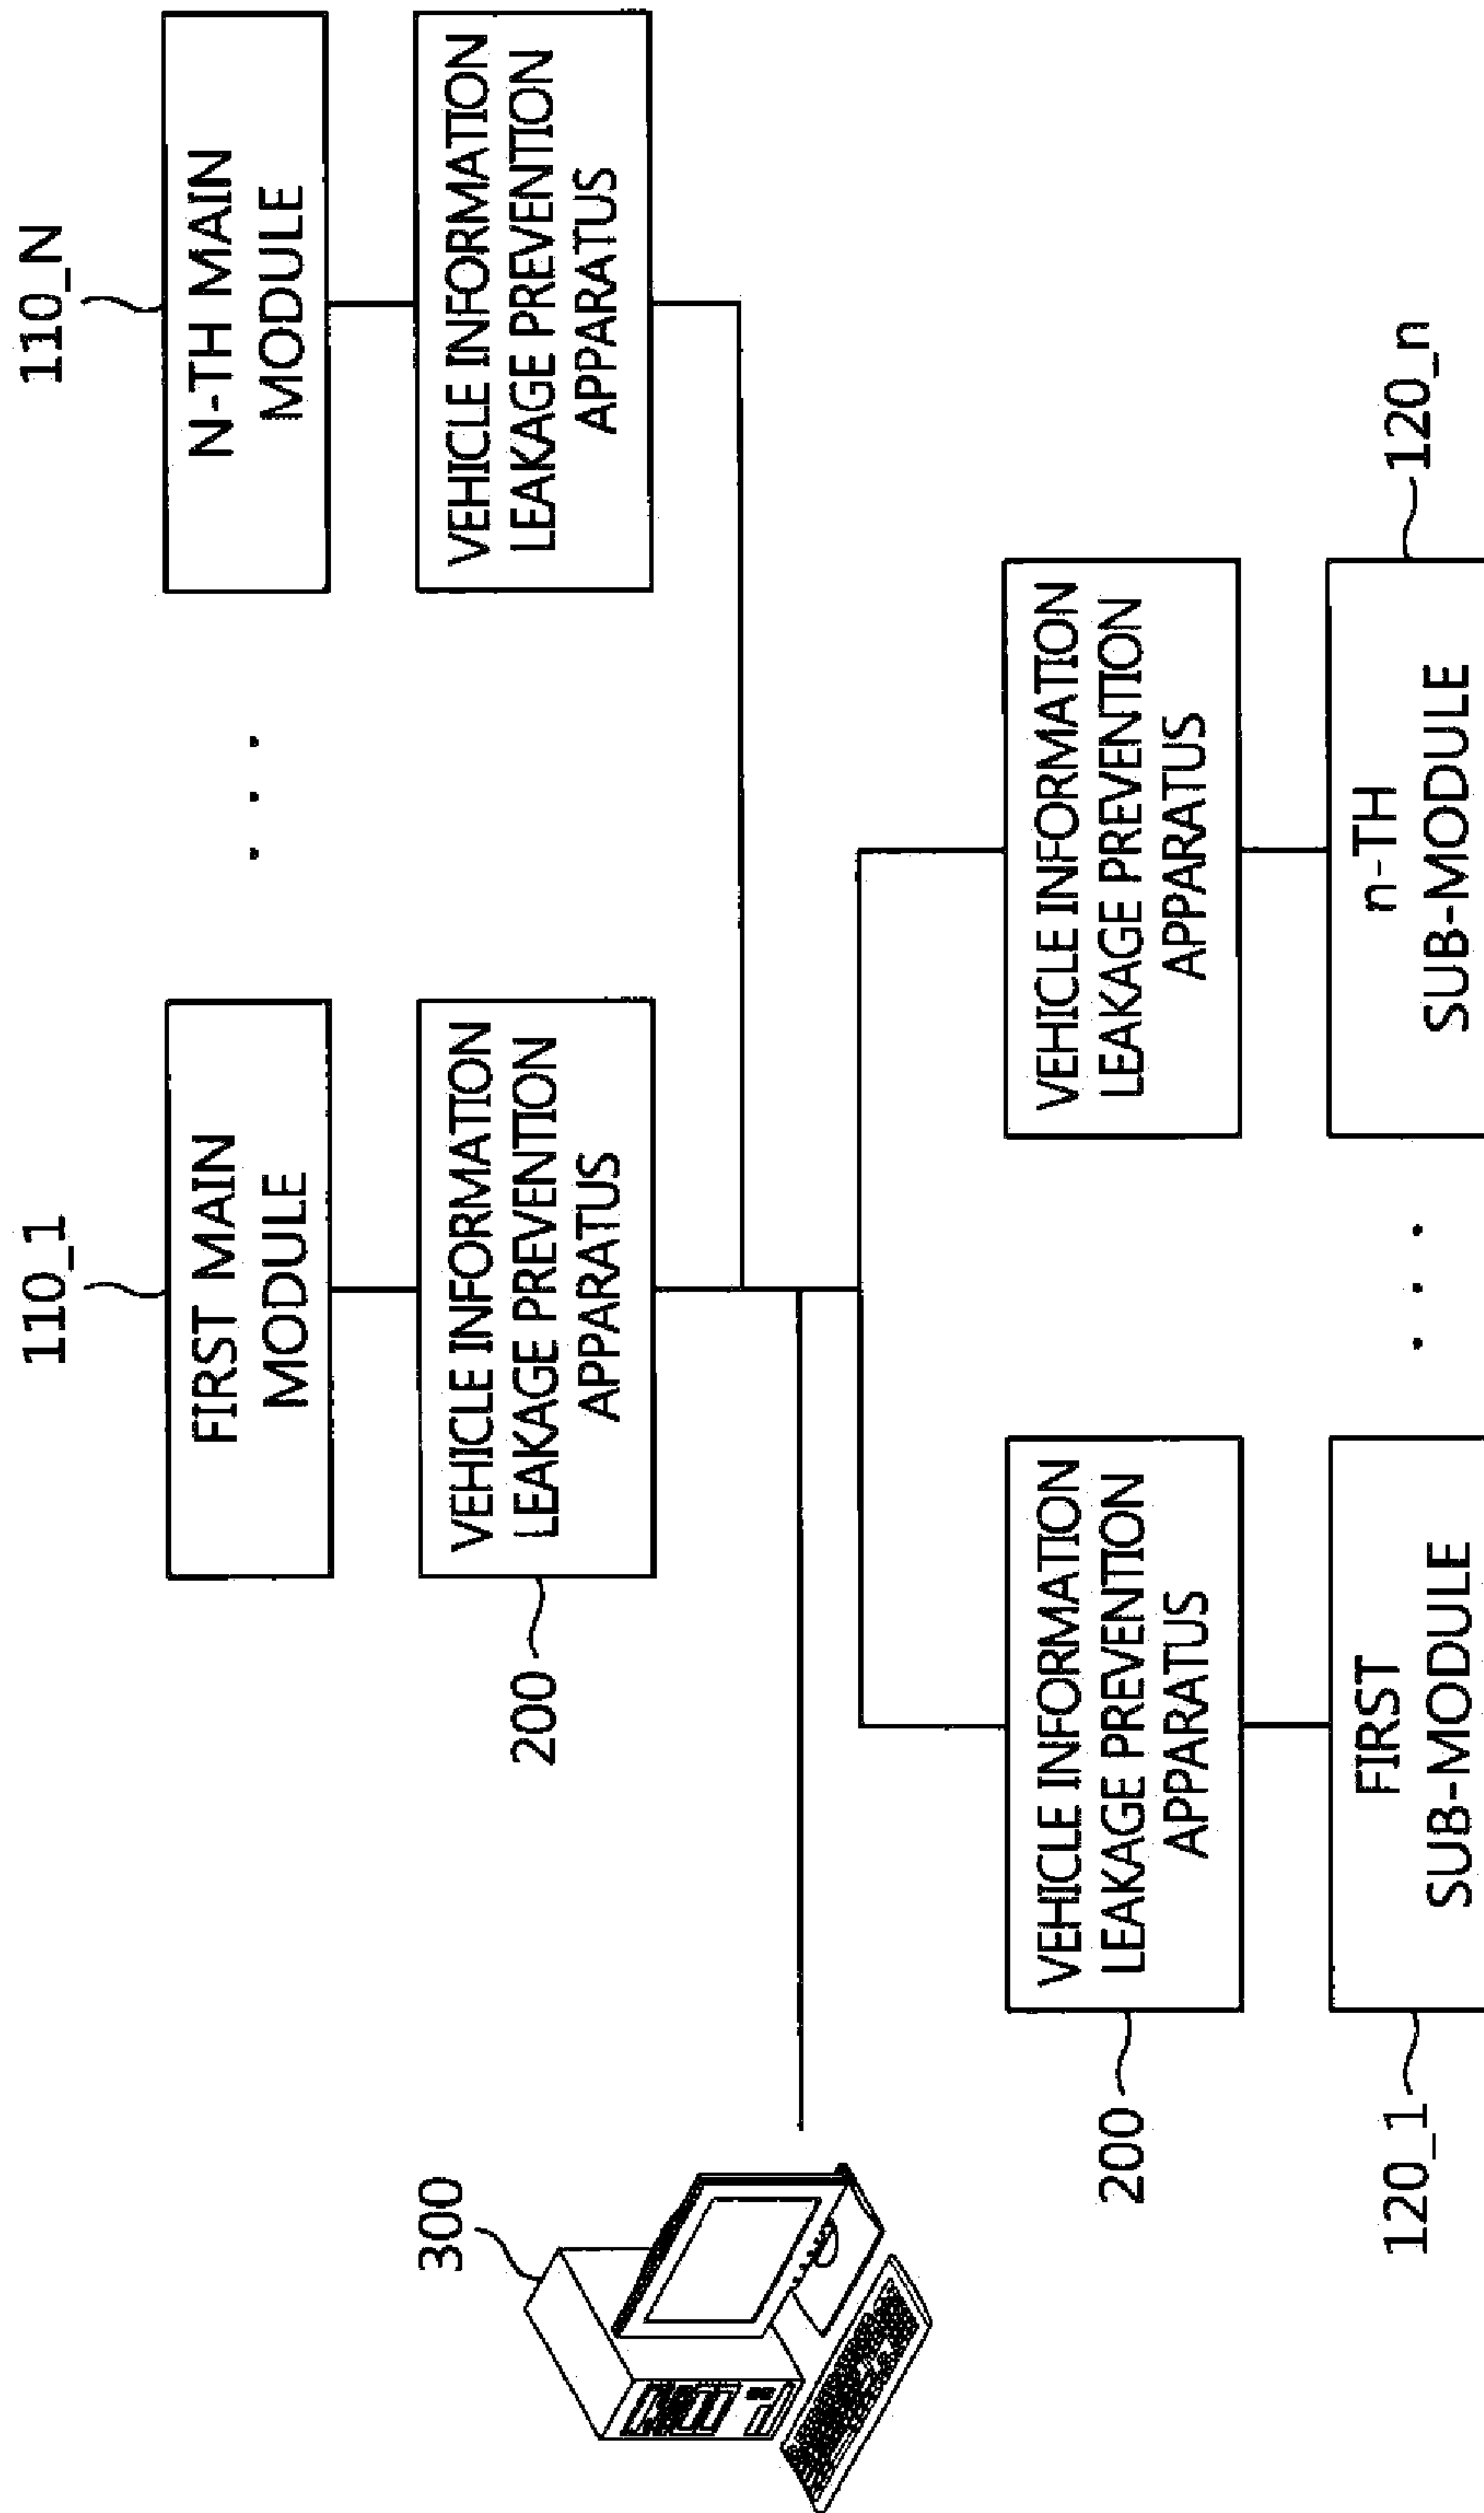 110_1
110_N
FIRST MAIN
MODULE
. . .
N-TH MAIN
MODULE
300
200
VEHICLE INFORMATION
LEAKAGE PREVENTION
APPARATUS
VEHICLE INFORMATION
LEAKAGE PREVENTION
APPARATUS
200
VEHICLE INFORMATION
LEAKAGE PREVENTION
APPARATUS
VEHICLE INFORMATION
LEAKAGE PREVENTION
APPARATUS
120_1
FIRST
SUB-MODULE
. . .
n-TH
SUB-MODULE
120_n